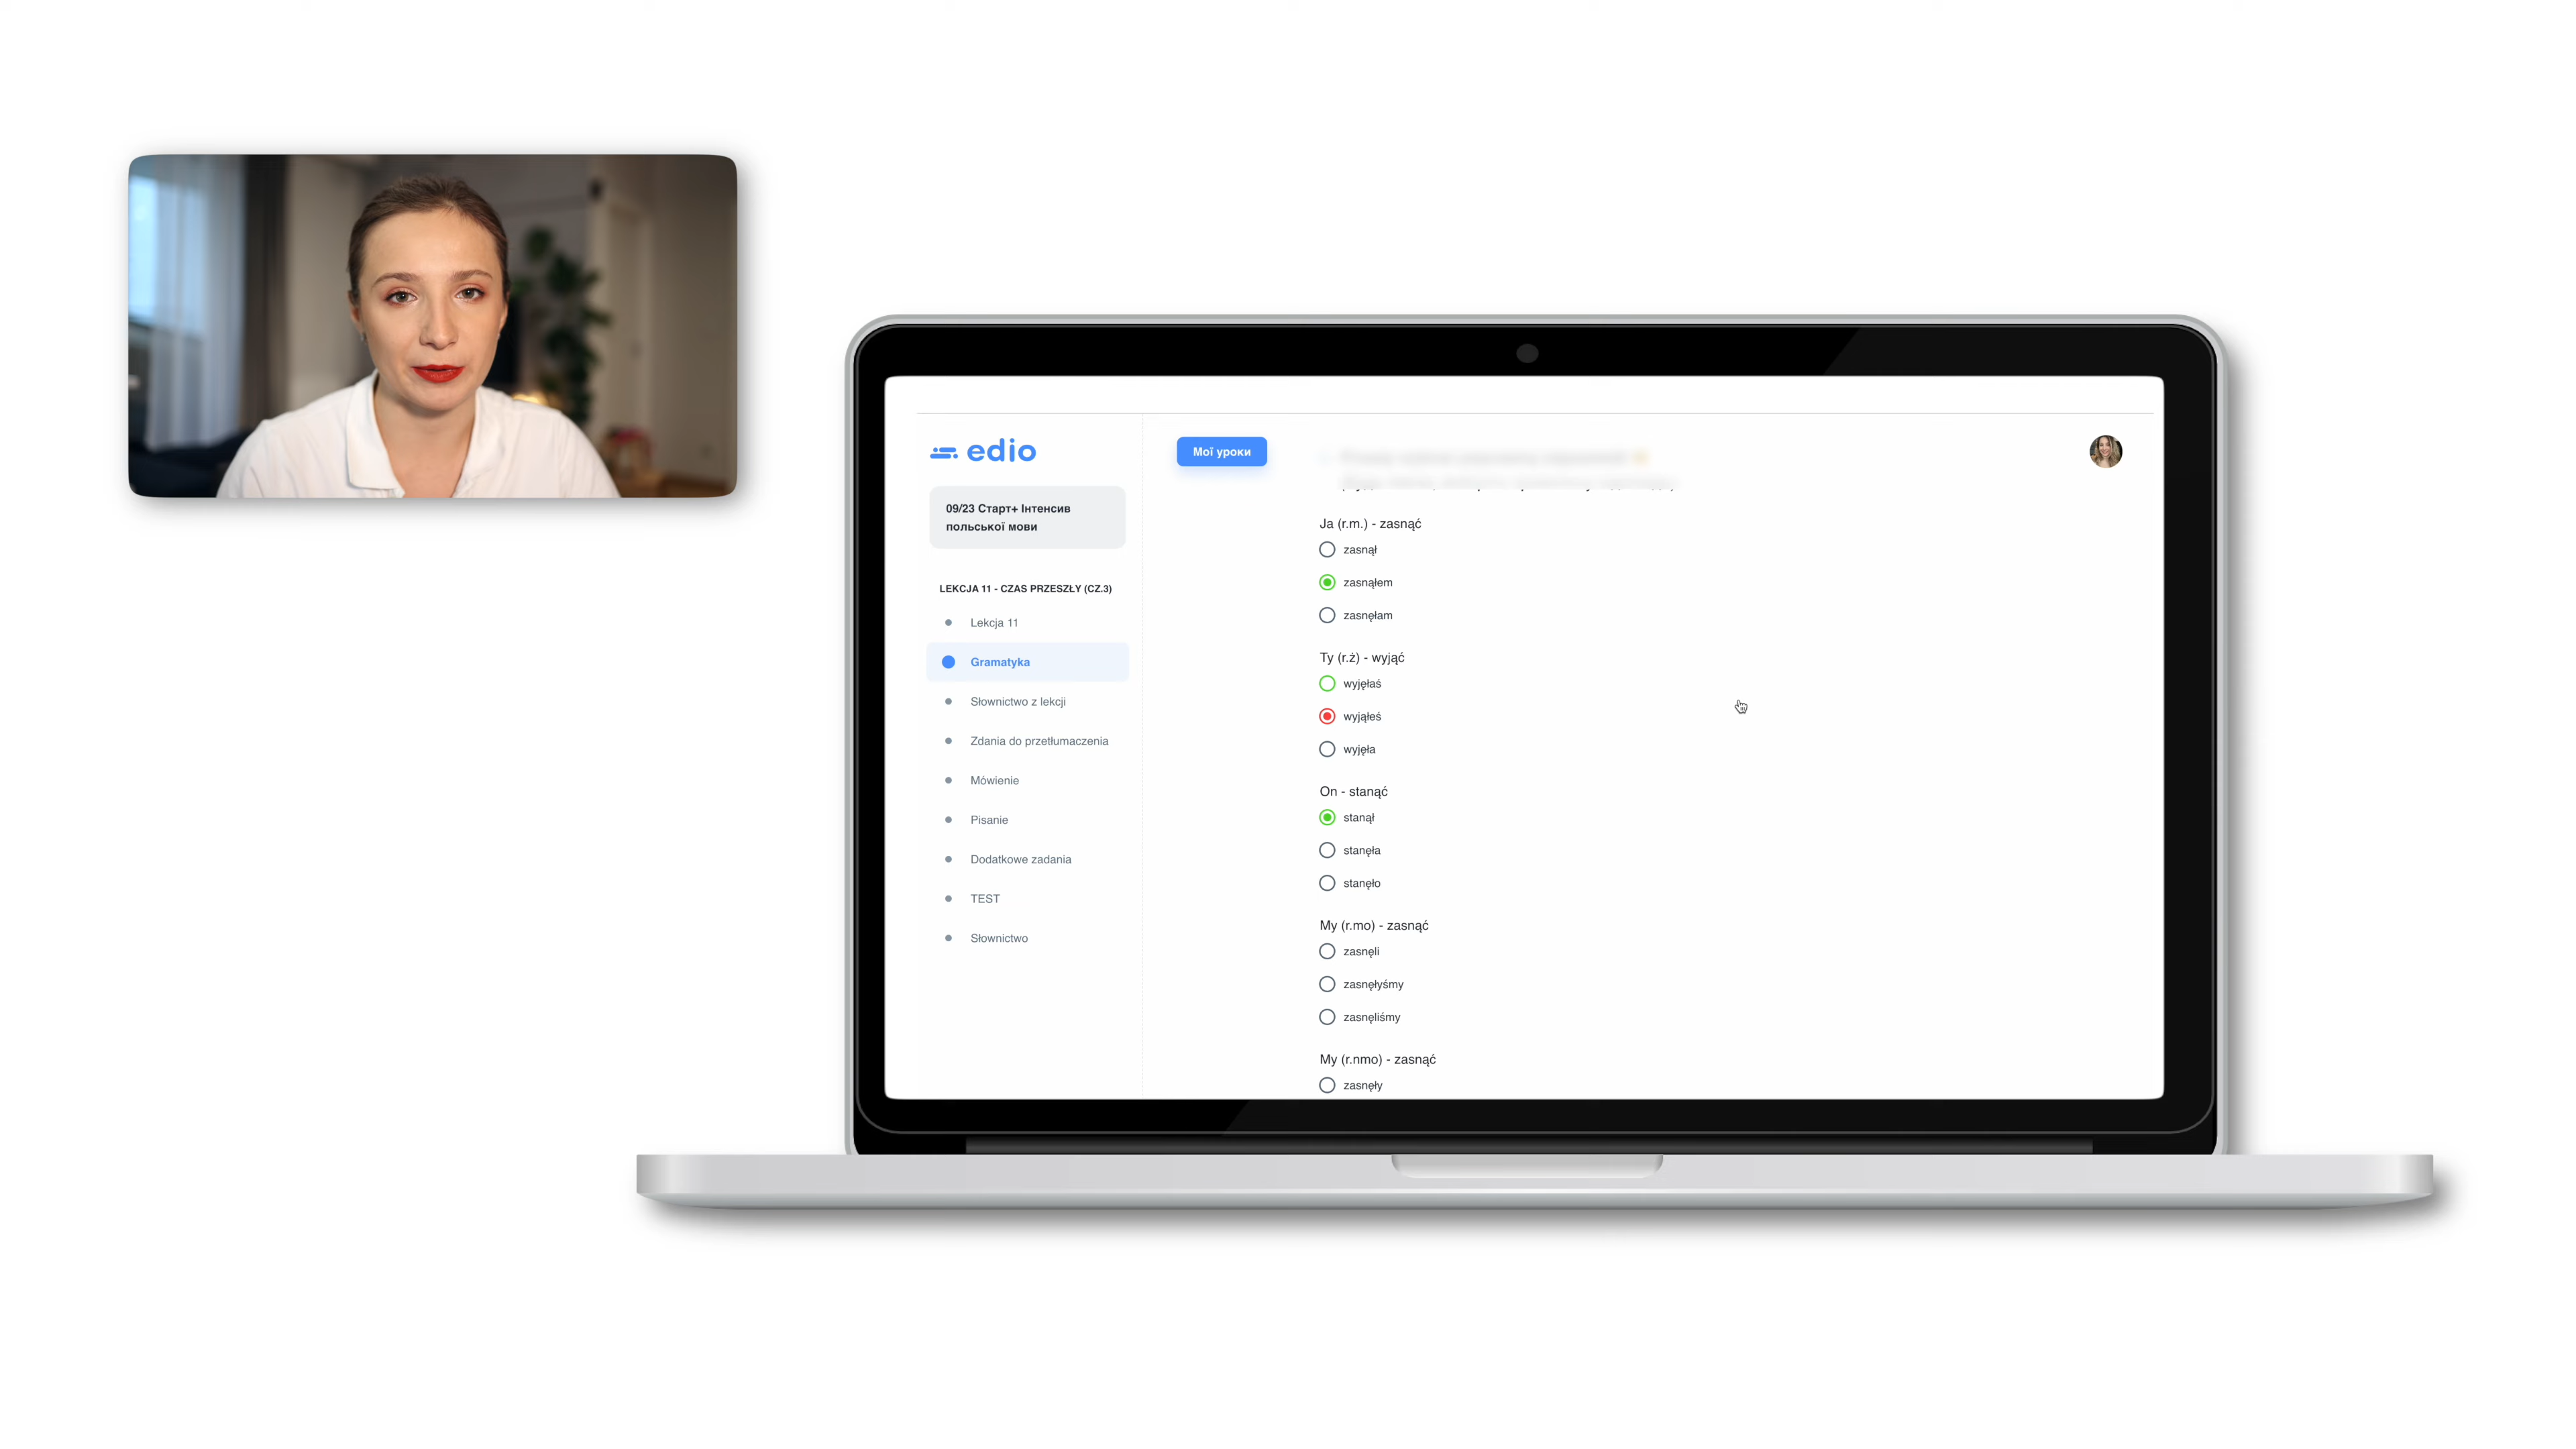 edio
09/23 Старт+ Інтенсив
польської мови
LEKCJA 11 - CZAS PRZESZŁY (CZ.3)
Lekcja 11
Gramatyka
Słownictwo z lekcji
Zdania do przetłumaczenia
Mówienie
Pisanie
Dodatkowe zadania
TEST
Słownictwo
Мої уроки
Ja (r.m.) - zasnąć
zasnął
zasnąłem
zasnęłam
Ty (r.ż) - wyjąć
wyjęłaś
wyjąłeś
wyjęła
On - stanąć
stanął
stanęła
stanęło
My (r.mo) - zasnąć
zasnęli
zasnęłyśmy
zasnęliśmy
My (r.nmo) - zasnąć
zasnęły